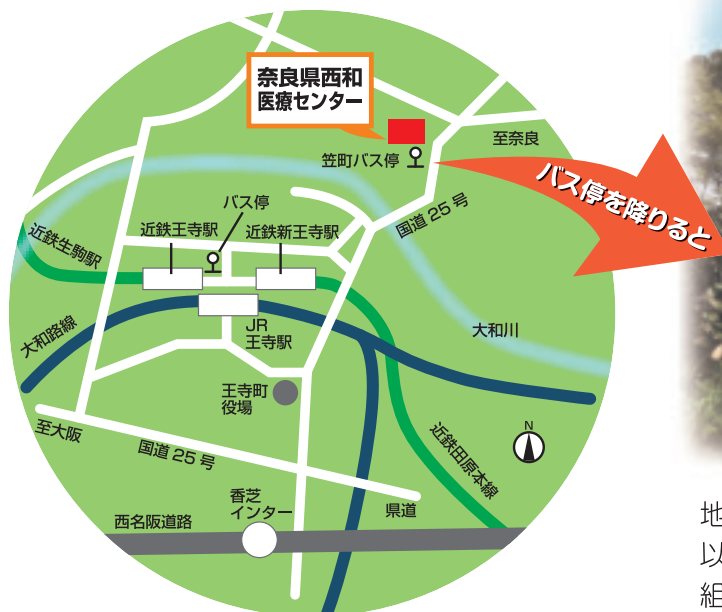 奈良県西和
医療センター
至奈良
笠町バス停
国道25号
バス停を降りると
バス停
近鉄王寺駅
近鉄新王寺駅
近鉄生駒駅
大和路線
JR
王寺駅
大和川
王寺町
役場
至大阪
国道25号
近鉄田原本線
N
香芝
インター
県道
西名阪道路
地
以
組